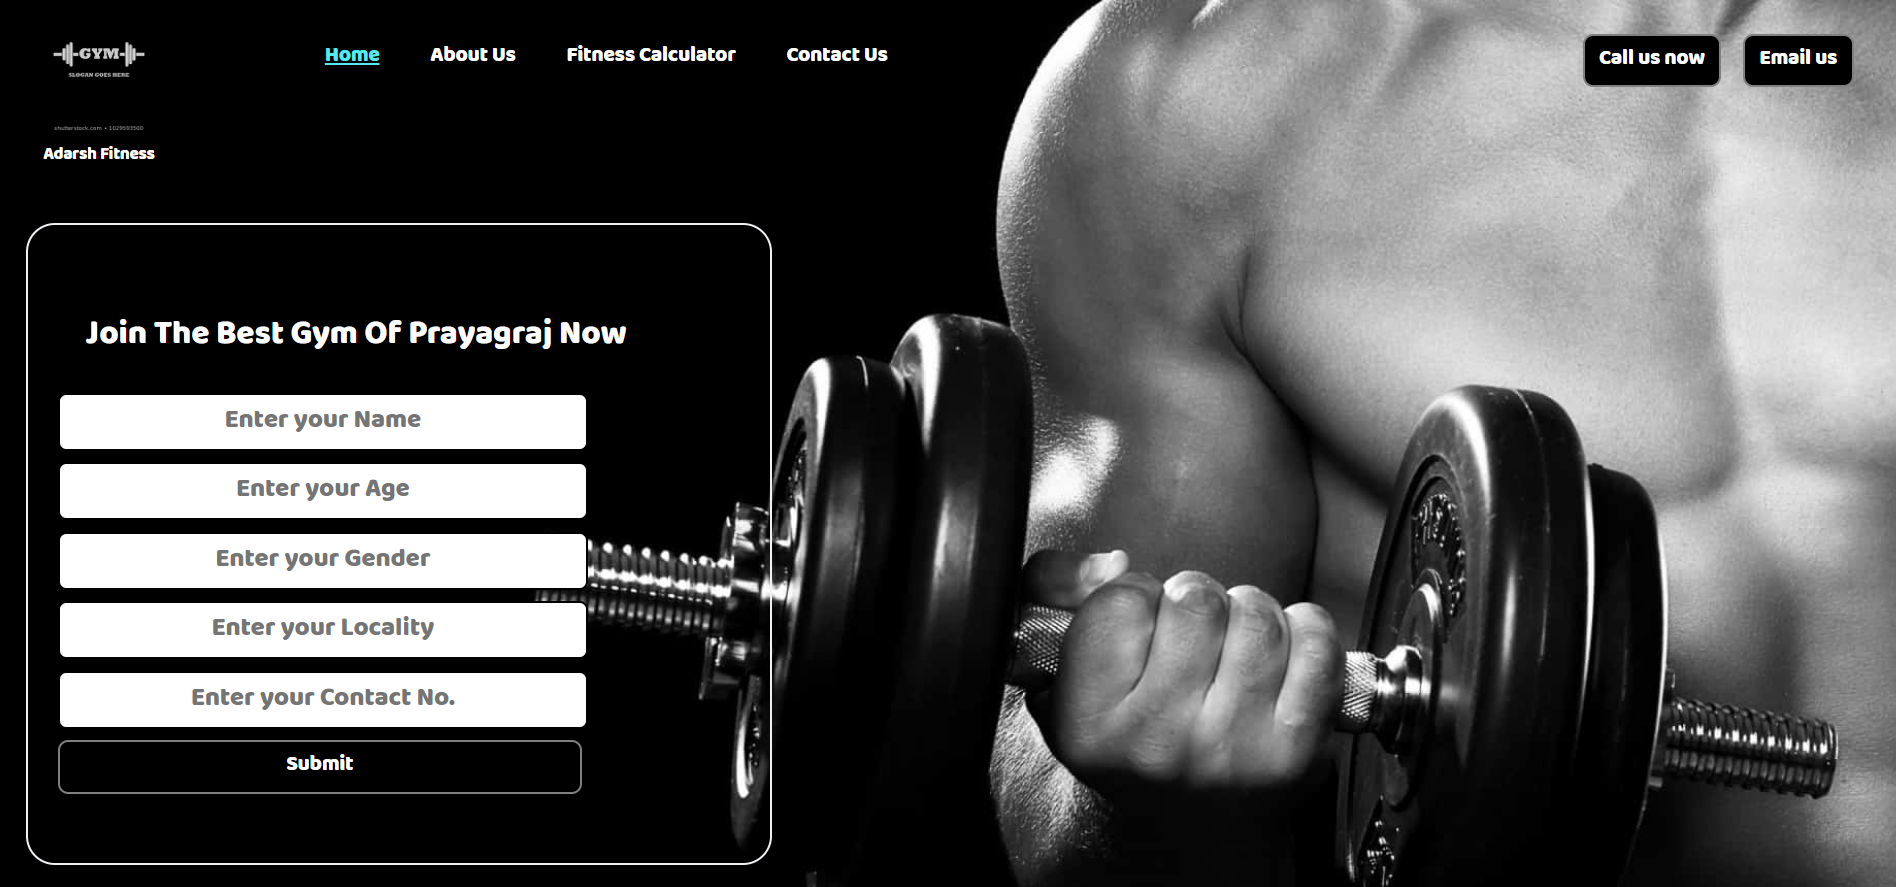 GYM
SLOGAN GOES HERE
shutterstock.com • 1029593500
Adarsh Fitness
Home
About Us
Fitness Calculator
Contact Us
Call us now
Email us
Join The Best Gym Of Prayagraj Now
Enter your Name
Enter your Age
Enter your Gender
Enter your Locality
Enter your Contact No.
Submit